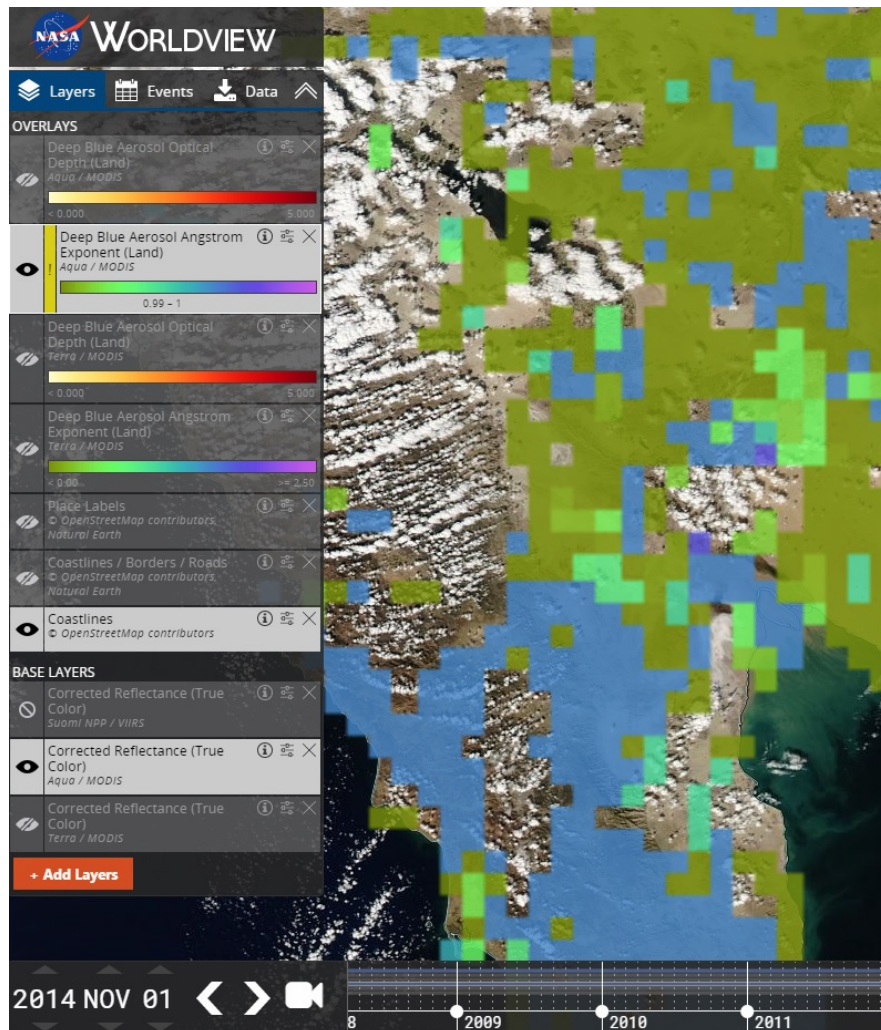 NASA WORLDVIEW
Layers Events Data
OVERLAYS
Deep Blue Aerosol Optical
Depth (Land)
Aqua / MODIS
< 0.000 5.000
Deep Blue Aerosol Angstrom
Exponent (Land)
Aqua / MODIS
0.99 – 1
Deep Blue Aerosol Optical
Depth (Land)
Terra / MODIS
< 0.000 5.000
Deep Blue Aerosol Angstrom
Exponent (Land)
Terra / MODIS
< 0.00 >= 2.50
Place Labels
© OpenStreetMap contributors,
Natural Earth
Coastlines / Borders / Roads
© OpenStreetMap contributors,
Natural Earth
Coastlines
© OpenStreetMap contributors
BASE LAYERS
Corrected Reflectance (True
Color)
Suomi NPP / VIIRS
Corrected Reflectance (True
Color)
Aqua / MODIS
Corrected Reflectance (True
Color)
Terra / MODIS
+ Add Layers
2014 NOV 01
8 2009 2010 2011